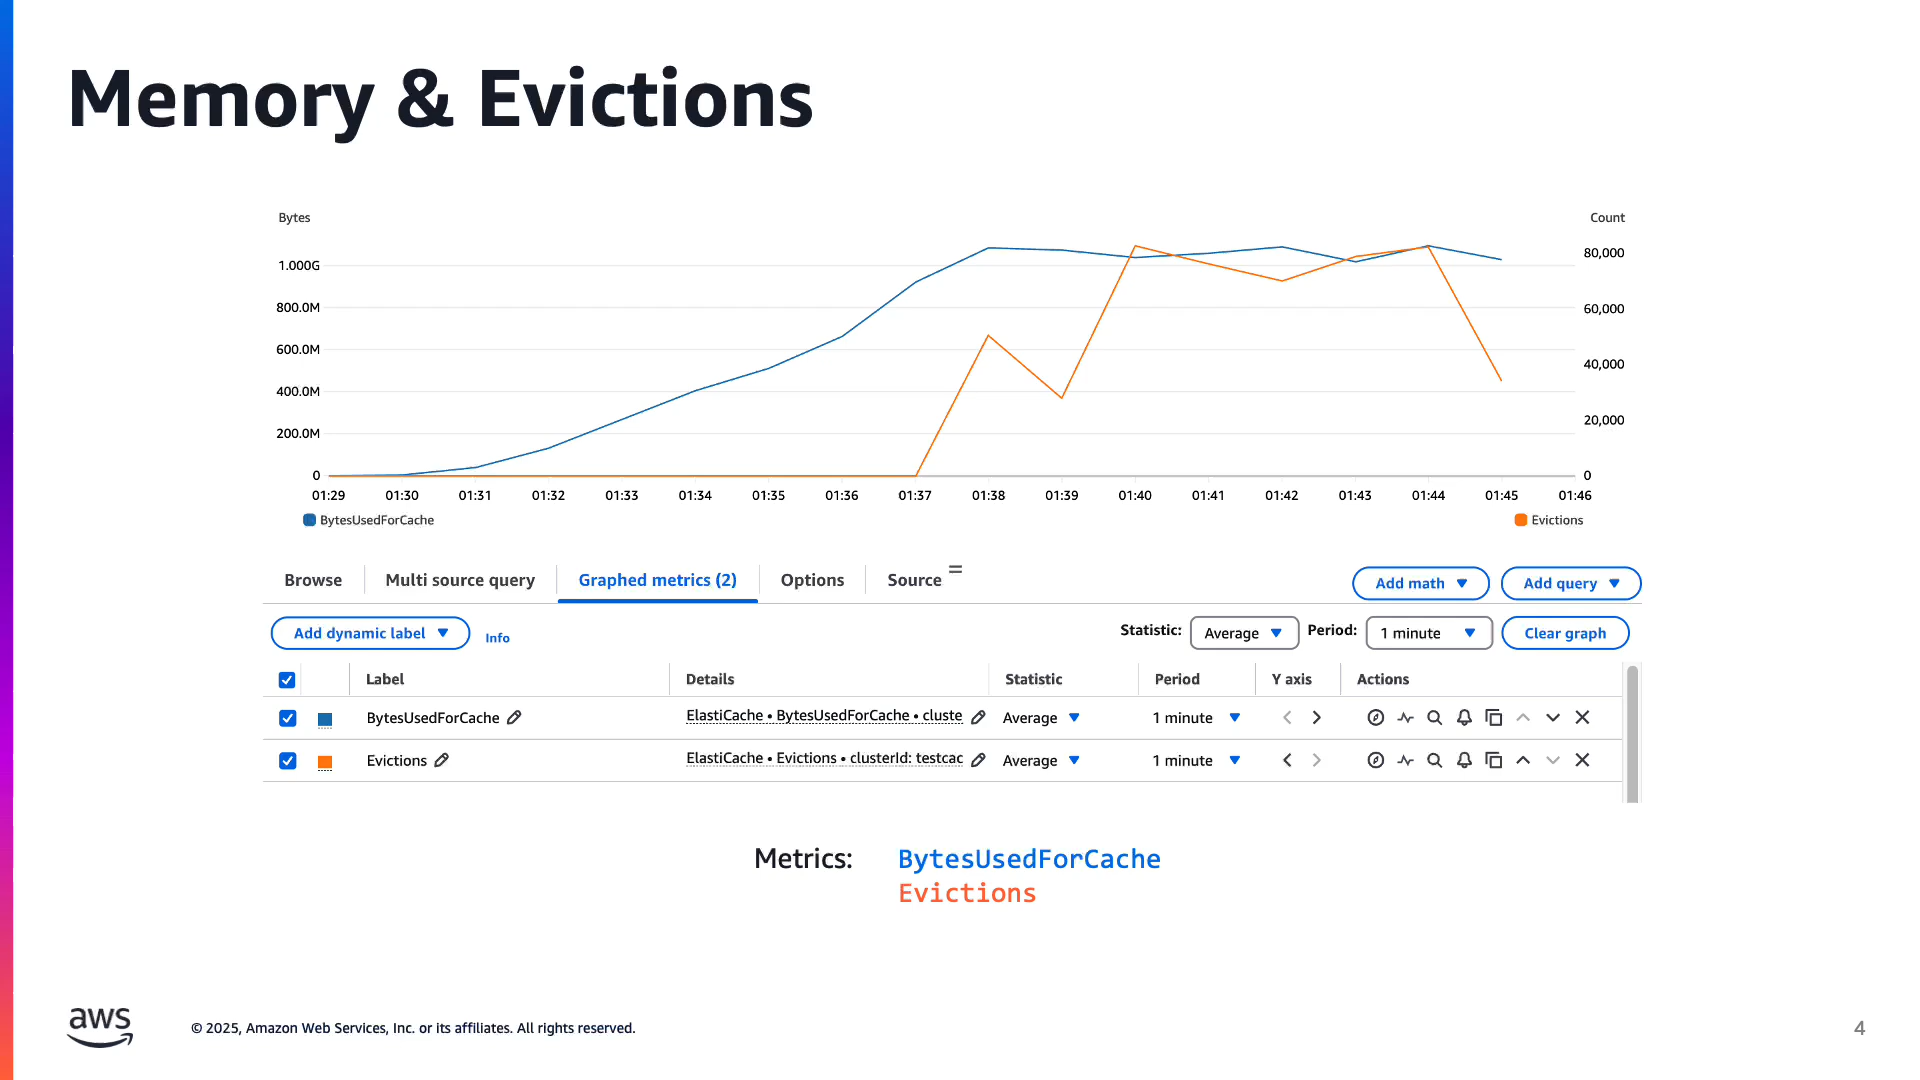 Memory & Evictions
Bytes
Count
1.000G
800.0M
600.0M
400.0M
200.0M
0
80,000
60,000
40,000
20,000
0
01:29 01:30 01:31 01:32 01:33 01:34 01:35 01:36 01:37 01:38 01:39 01:40 01:41 01:42 01:43 01:44 01:45 01:46
BytesUsedForCache
Evictions
Browse Multi source query Graphed metrics (2) Options Source = Add math Add query
Add dynamic label Info Statistic: Average Period: 1 minute Clear graph
Label Details Statistic Period Y axis Actions
BytesUsedForCache ElastiCache • BytesUsedForCache • cluste Average 1 minute
Evictions ElastiCache • Evictions • clusterId: testcac Average 1 minute
Metrics: BytesUsedForCache
Evictions
aws
© 2025, Amazon Web Services, Inc. or its affiliates. All rights reserved.
4